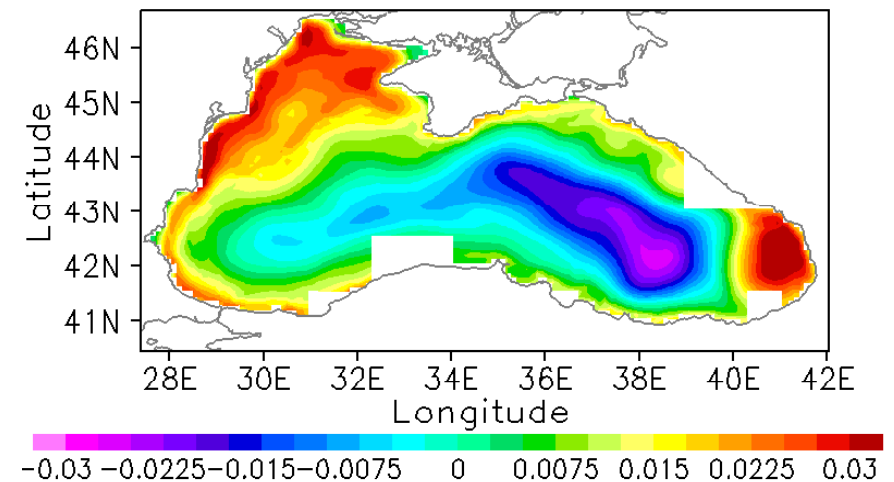 46N
45N
44N
43N
42N
41N
Latitude
28E 30E 32E 34E 36E 38E 40E 42E
Longitude
-0.03 -0.0225 -0.015 -0.0075 0 0.0075 0.015 0.0225 0.03